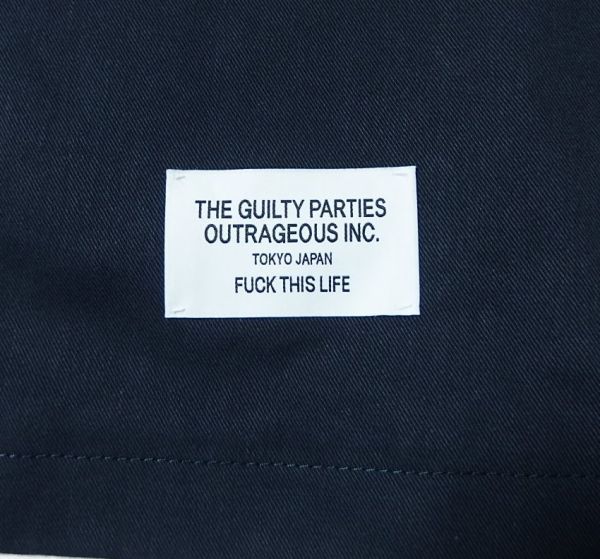 THE GUILTY PARTIES
OUTRAGEOUS INC.
TOKYO JAPAN
FUCK THIS LIFE